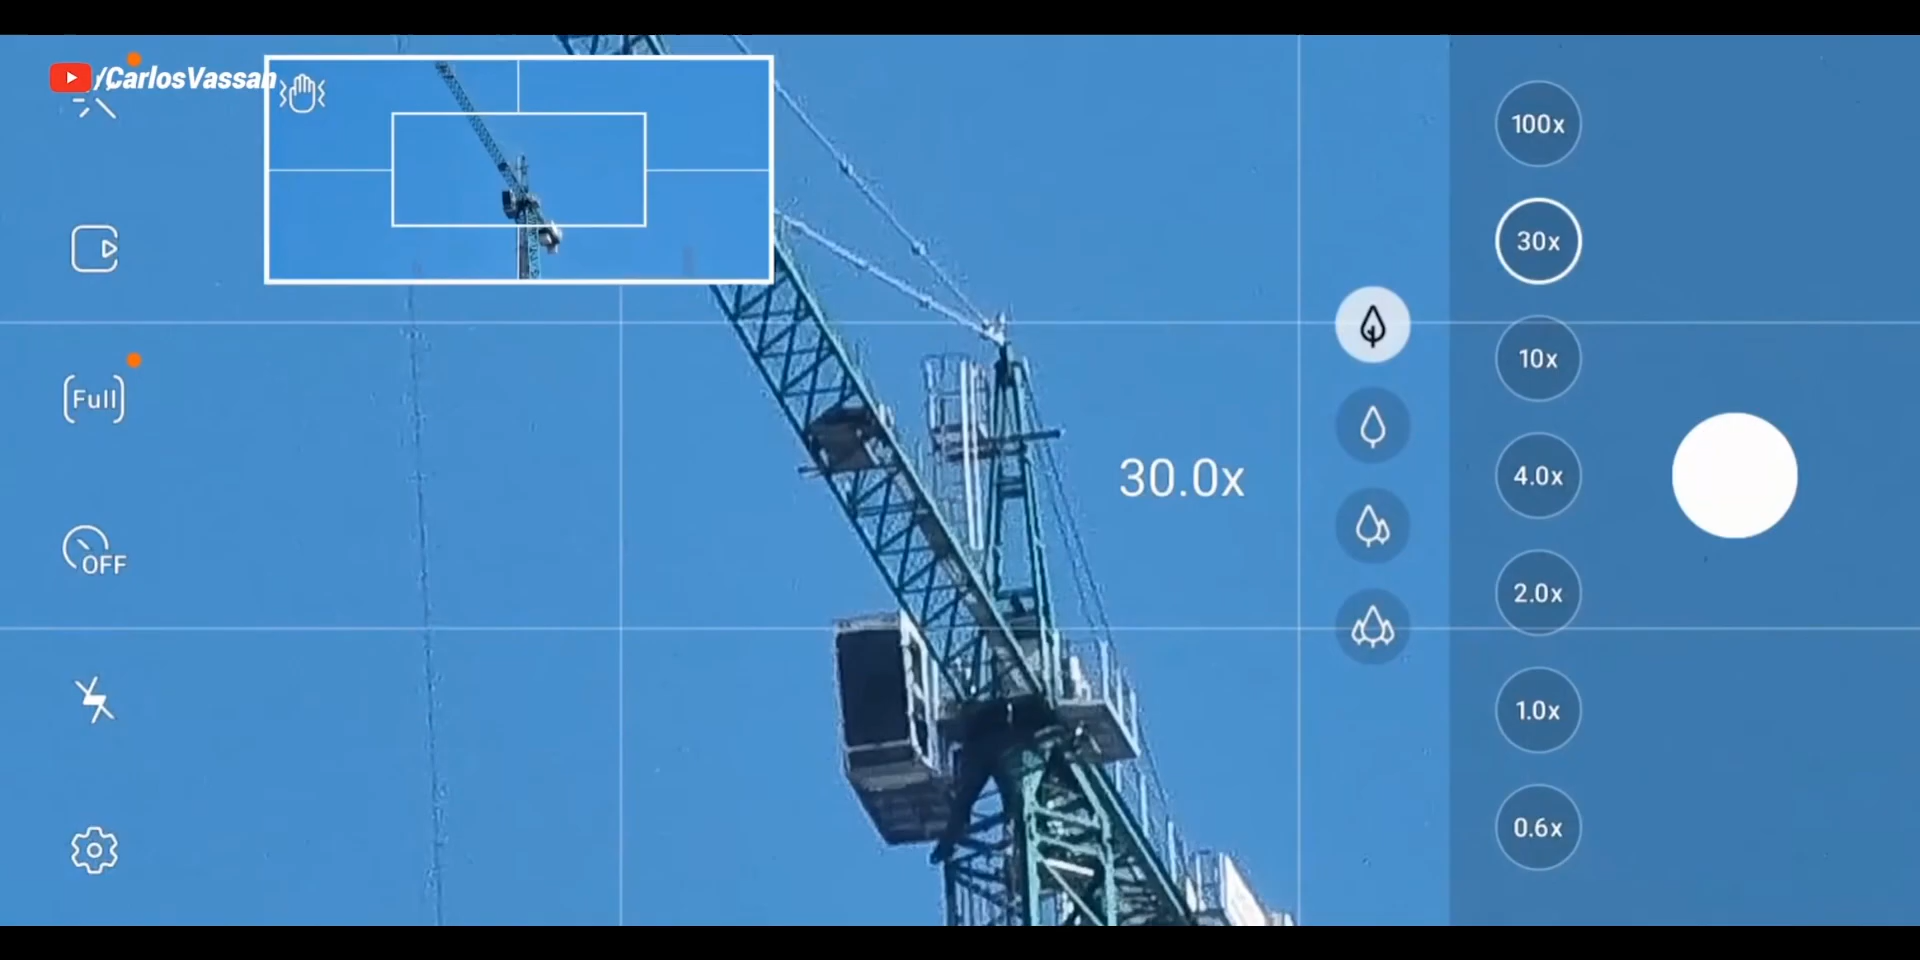 /CarlosVassan
Full
OFF
30.0x
100x
30x
10x
4.0x
2.0x
1.0x
0.6x